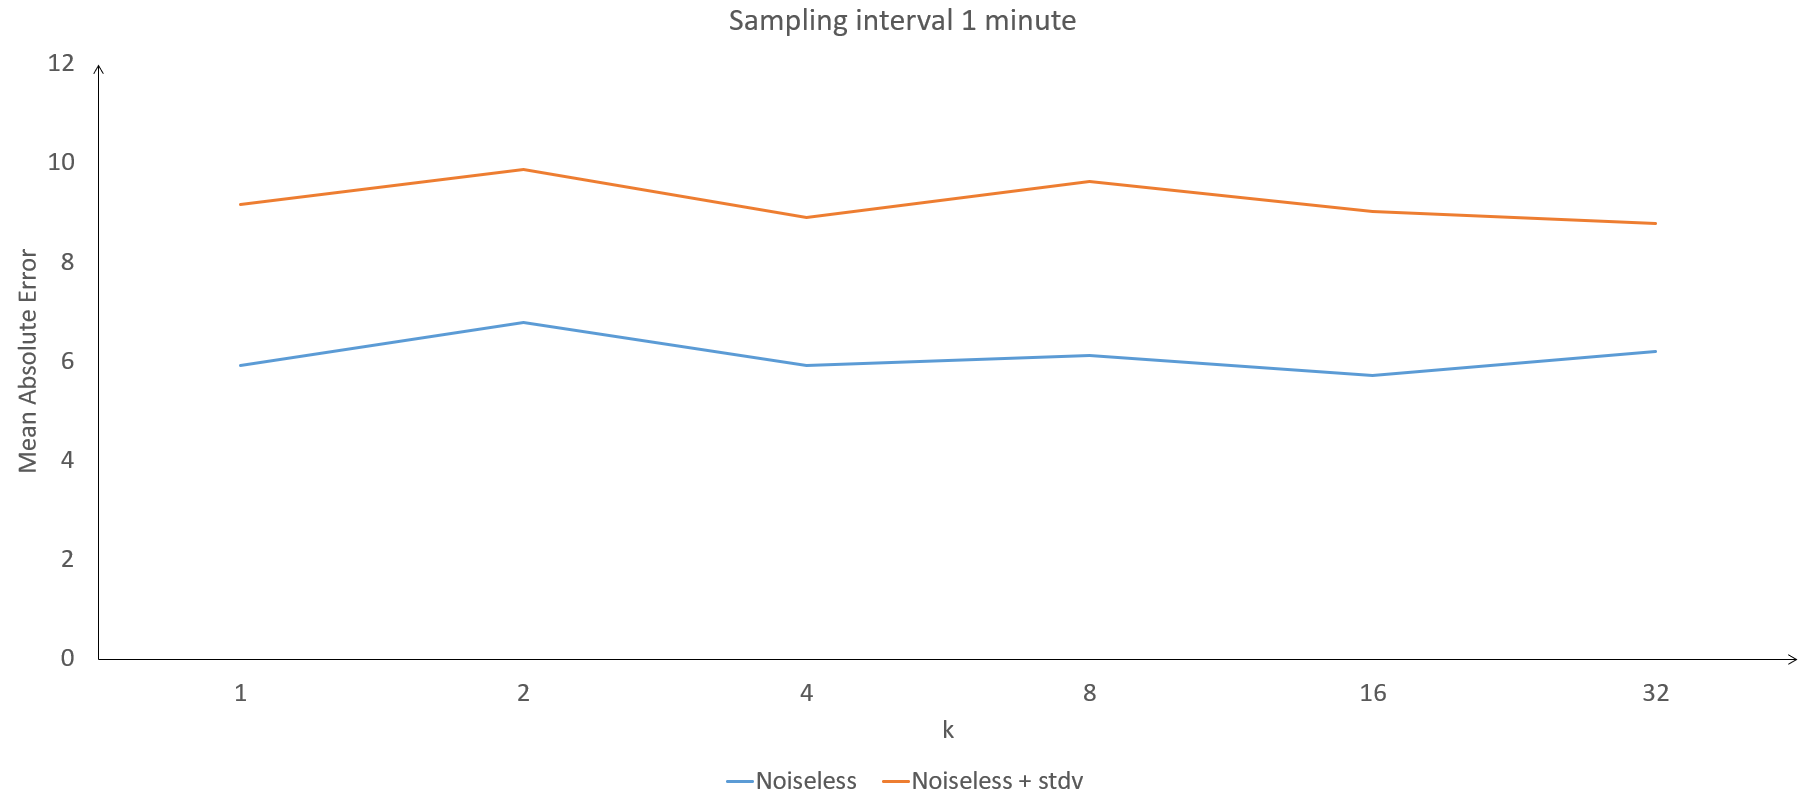 Sampling interval 1 minute
12
10
8
6
4
2
0
Mean Absolute Error
1 2 4 8 16 32
k
Noiseless Noiseless + stdv